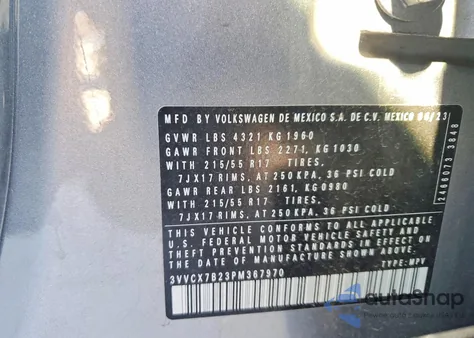 MFD BY VOLKSWAGEN DE MEXICO S.A. DE C.V. MEXICO 06/23
GVWR LBS 4321 KG 1960
GAWR FRONT LBS 2271, KG 1030
WITH 215/55 R17 TIRES.
7JX17 RIMS, AT 250 KPA, 36 PSI COLD
GAWR REAR LBS 2161, KG 0980
WITH 215/55 R17 TIRES.
7JX17 RIMS, AT 250 KPA, 36 PSI COLD
THIS VEHICLE CONFORMS TO ALL APPLICABLE
U.S. FEDERAL MOTOR VEHICLE SAFETY AND
THEFT PREVENTION STANDARDS IN EFFECT ON
THE DATE OF MANUFACTURE SHOWN ABOVE
3VVCX7B23PM367970 TYPE: MPV
2466073 3848
autoSnap